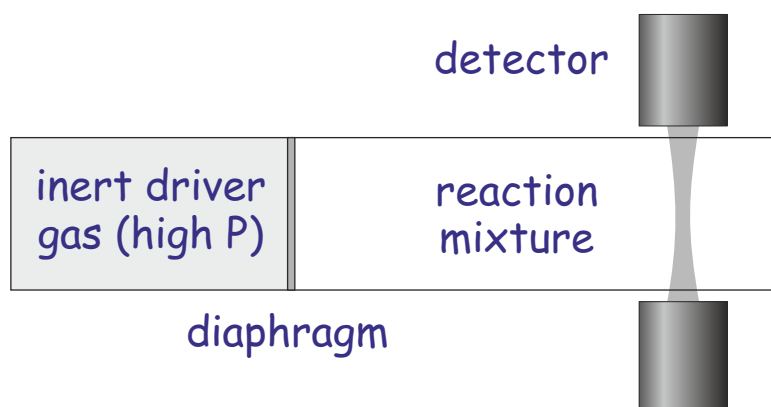 detector
inert driver
gas (high P)
reaction
mixture
diaphragm